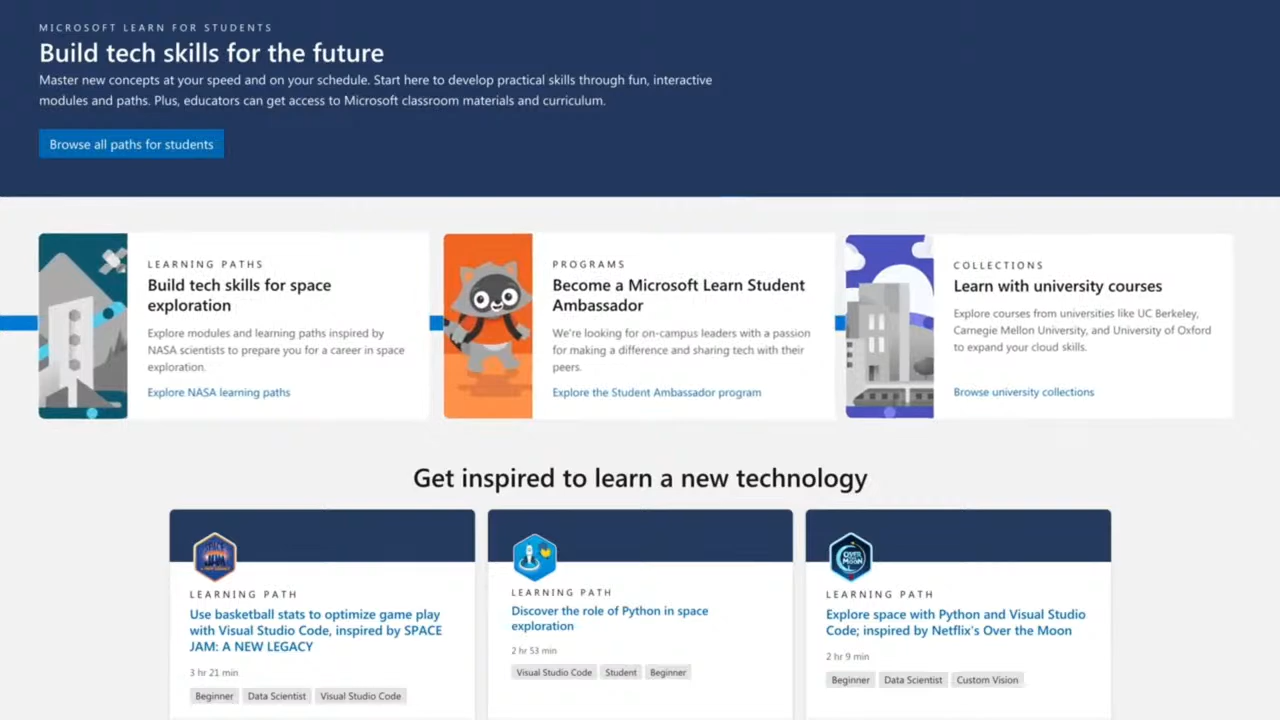 MICROSOFT LEARN FOR STUDENTS
Build tech skills for the future
Master new concepts at your speed and on your schedule. Start here to develop practical skills through fun, interactive
modules and paths. Plus, educators can get access to Microsoft classroom materials and curriculum.
Browse all paths for students
LEARNING PATHS
Build tech skills for space
exploration
Explore modules and learning paths inspired by
NASA scientists to prepare you for a career in space
exploration.
Explore NASA learning paths
PROGRAMS
Become a Microsoft Learn Student
Ambassador
We're looking for on-campus leaders with a passion
for making a difference and sharing tech with their
peers.
Explore the Student Ambassador program
COLLECTIONS
Learn with university courses
Explore courses from universities like UC Berkeley,
Carnegie Mellon University, and University of Oxford
to expand your cloud skills.
Browse university collections
Get inspired to learn a new technology
LEARNING PATH
Use basketball stats to optimize game play
with Visual Studio Code, inspired by SPACE
JAM: A NEW LEGACY
3 hr 21 min
Beginner Data Scientist Visual Studio Code
LEARNING PATH
Discover the role of Python in space
exploration
2 hr 53 min
Visual Studio Code Student Beginner
OVER
THE
MOON
LEARNING PATH
Explore space with Python and Visual Studio
Code; inspired by Netflix's Over the Moon
2 hr 9 min
Beginner Data Scientist Custom Vision